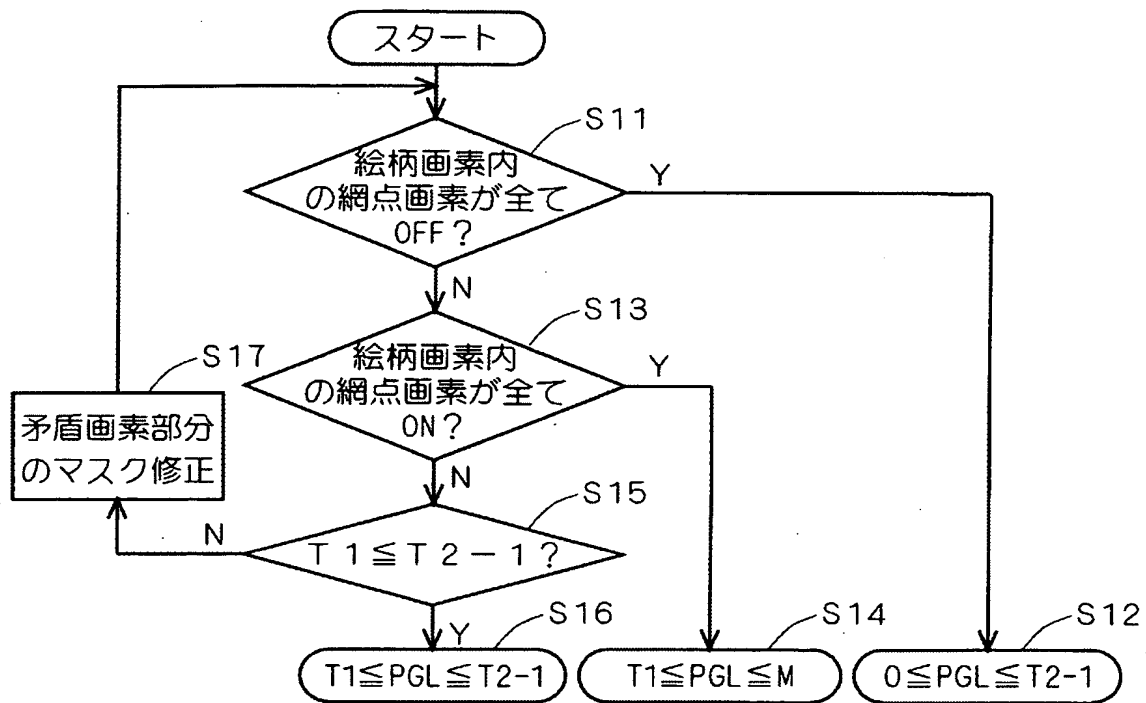 スタート
S11
絵柄画素内
の網点画素が全て
OFF?
Y
N
S13
絵柄画素内
の網点画素が全て
ON?
Y
S17
矛盾画素部分
のマスク修正
N
S15
T1≦T2-1?
N
Y
S16
T1≦PGL≦T2-1
S14
T1≦PGL≦M
S12
0≦PGL≦T2-1